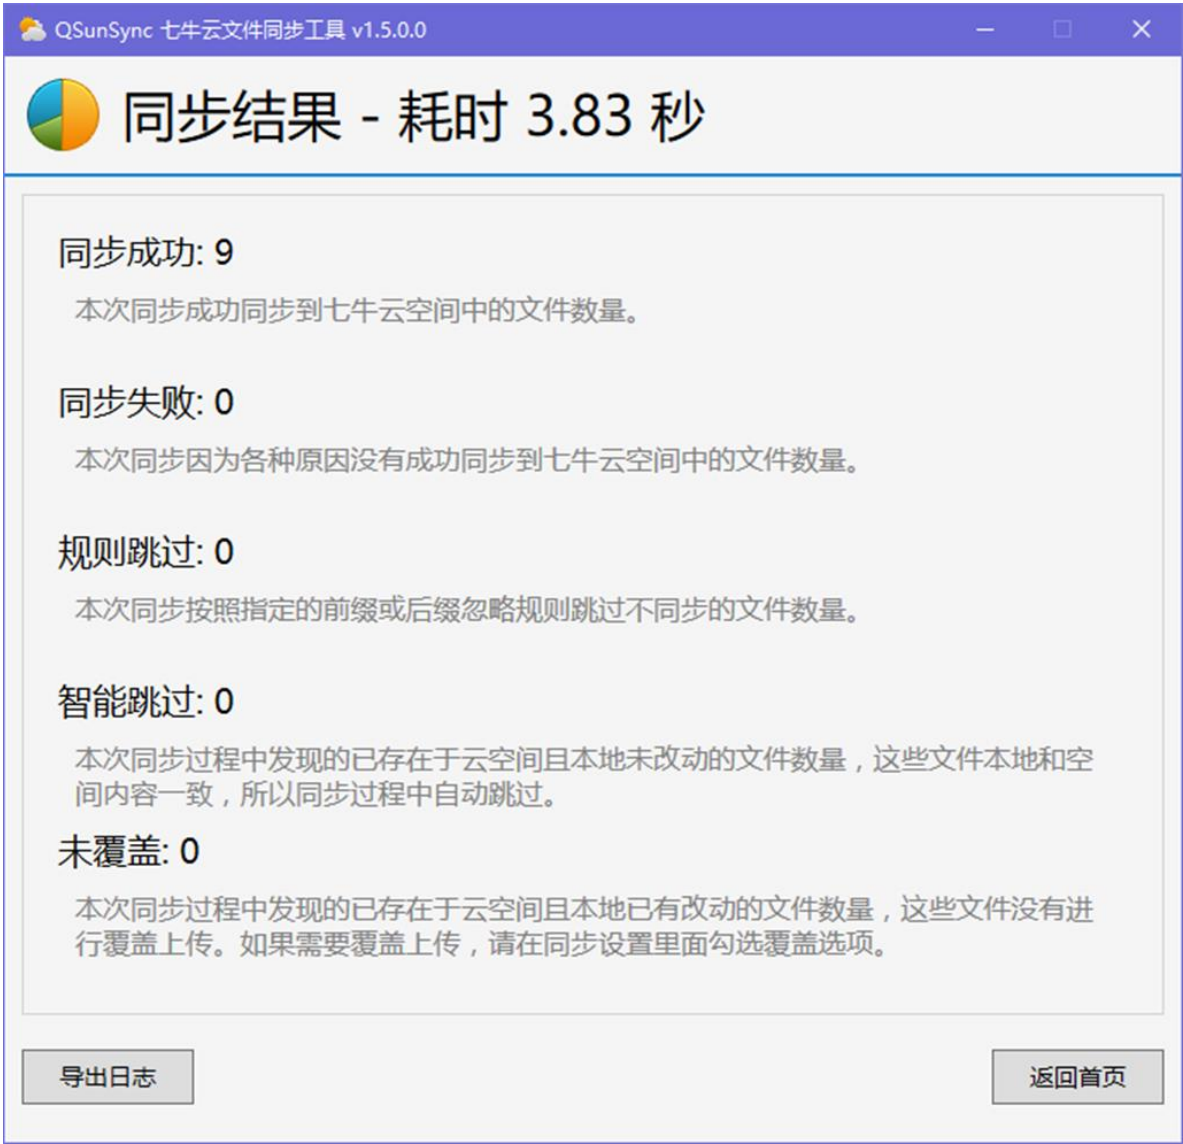 QSunSync 七牛云文件同步工具 v1.5.0.0
同步结果 - 耗时 3.83 秒
同步成功: 9
本次同步成功同步到七牛云空间中的文件数量。
同步失败: 0
本次同步因为各种原因没有成功同步到七牛云空间中的文件数量。
规则跳过: 0
本次同步按照指定的前缀或后缀忽略规则跳过不同步的文件数量。
智能跳过: 0
本次同步过程中发现的已存在于云空间且本地未改动的文件数量，这些文件本地和空
间内容一致，所以同步过程中自动跳过。
未覆盖: 0
本次同步过程中发现的已存在于云空间且本地已有改动的文件数量，这些文件没有进
行覆盖上传。如果需要覆盖上传，请在同步设置里面勾选覆盖选项。
导出日志
返回首页